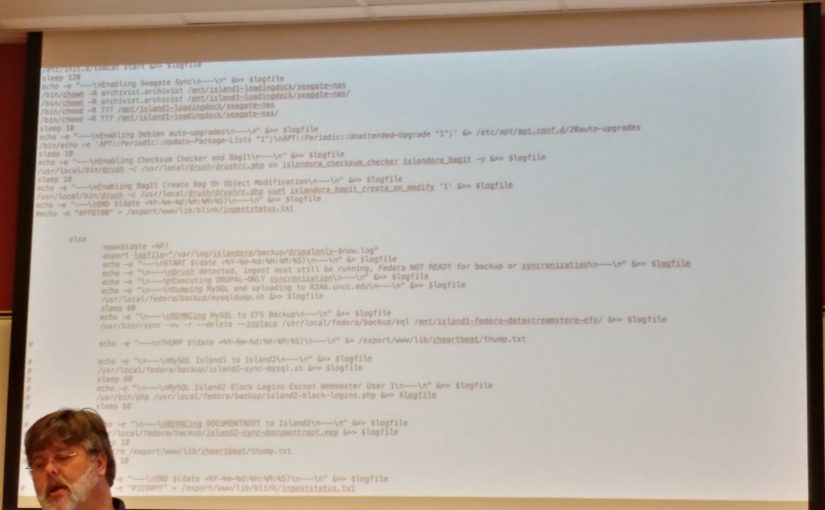 /etc/init.d/tomcat start &>> $logfile
sleep 120
echo -e "~~~\nEnabling Seagate Sync\n~~~\n" &>> $logfile
/bin/chown -R archivist.archivist /mnt/island1-loadingdock/seagate-nas
/bin/chown -R archivist.archivist /mnt/island1-loadingdock/seagate-nas/
/bin/chmod -R 777 /mnt/island1-loadingdock/seagate-nas
/bin/chmod -R 777 /mnt/island1-loadingdock/seagate-nas/
sleep 10
echo -e "~~~\nEnabling Debian auto-upgrades\n~~~\n" &>> $logfile
/bin/echo -e 'APT::Periodic::Update-Package-Lists "1";\nAPT::Periodic::Unattended-Upgrade "1";' &> /etc/apt/apt.conf.d/20auto-upgrades
sleep 10
echo -e "~~~\nEnabling Checksum Checker and BagIt\n~~~\n" &>> $logfile
/usr/local/bin/drush -c /usr/local/drush/drushrc.php en islandora_checksum_checker islandora_bagit -y &>> $logfile
sleep 10
echo -e "~~~\nEnabling BagIt Create Bag On Object Modification\n~~~\n" &>> $logfile
/usr/local/bin/drush -c /usr/local/drush/drushrc.php vset islandora_bagit_create_on_modify '1' &>> $logfile
echo -e "~~~\nEND $(date +%Y-%m-%d:%H:%M:%S)\n~~~\n" &>> $logfile
#echo -e "#FFD700" > /export/www/lib/blink/ingeststatus.txt
else
now=$(date +%F)
export logfile="/var/log/islandora/backup/drupalonly-$now.log"
echo -e "~~~\nSTART $(date +%Y-%m-%d:%H:%M:%S)\n~~~\n" &> $logfile
echo -e "\n~~~\nDrush detected, ingest must still be running, Fedora NOT READY for backup or syncronization\n~~~\n" &>> $logfile
echo -e "\n~~~\nExecuting DRUPAL-ONLY syncronization\n~~~\n" &>> $logfile
echo -e "\n~~~\nDumping MySQL and uploading to R2A6.uncc.edu\n~~~\n" &>> $logfile
/usr/local/fedora/backup/mysqldump.sh &>> $logfile
sleep 60
echo -e "\n~~~\nRSYNCing MySQL to EFS Backup\n~~~\n" &>> $logfile
/usr/bin/rsync -ev -r --delete --inplace /usr/local/fedora/backup/sql /mnt/island1-fedora-datastreamstore-efs/ &>> $logfile
# echo -e "~~~\nTHUMP $(date +%Y-%m-%d:%H:%M:%S)\n~~~\n" &> /export/www/lib/zheartbeat/thump.txt
# echo -e "\n~~~\nMySQL Island1 to Island2\n~~~\n" &>> $logfile
# /usr/local/fedora/backup/island2-sync-mysql.sh &>> $logfile
# sleep 60
# echo -e "\n~~~\nMySQL Island2 Block Logins Except Webmaster User 1\n~~~\n" &>> $logfile
# /usr/bin/php /usr/local/fedora/backup/island2-block-logins.php &>> $logfile
# sleep 60
-e "\n~~~\nRSYNCing DOCUMENTROOT to Island2\n~~~\n" &>> $logfile
/local/fedora/backup/island2-sync-documentroot.exp &>> $logfile
10
/export/www/lib/zheartbeat/thump.txt
10
-e "~~~\nEND $(date +%Y-%m-%d:%H:%M:%S)\n~~~\n" &>> $logfile
-e "#1E90FF" > /export/www/lib/blink/ingeststatus.txt